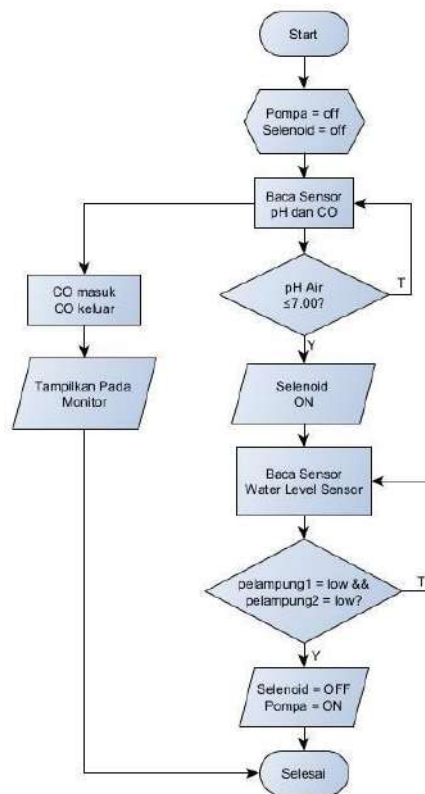 Start
Pompa = off
Selenoid = off
Baca Sensor
pH dan CO
pH Air
≤7.00?
T
Y
CO masuk
CO keluar
Tampilkan Pada
Monitor
Selenoid
ON
Baca Sensor
Water Level Sensor
pelampung1 = low &&
pelampung2 = low?
T
Y
Selenoid = OFF
Pompa = ON
Selesai